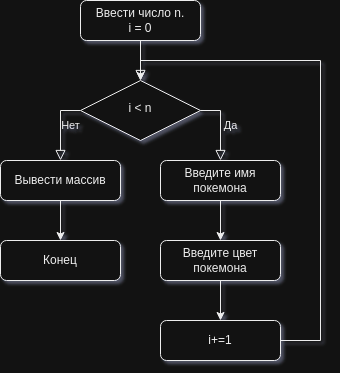 Ввести число n.
i = 0
i < n
Нет
Да
Вывести массив
Введите имя
покемона
Конец
Введите цвет
покемона
i+=1